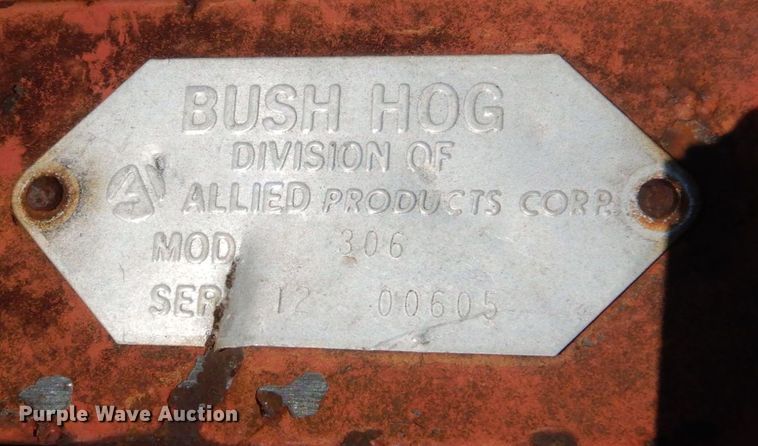 BUSH HOG
DIVISION OF
ALLIED PRODUCTS CORP.
MOD 306
SER 12 00605
Purple Wave Auction